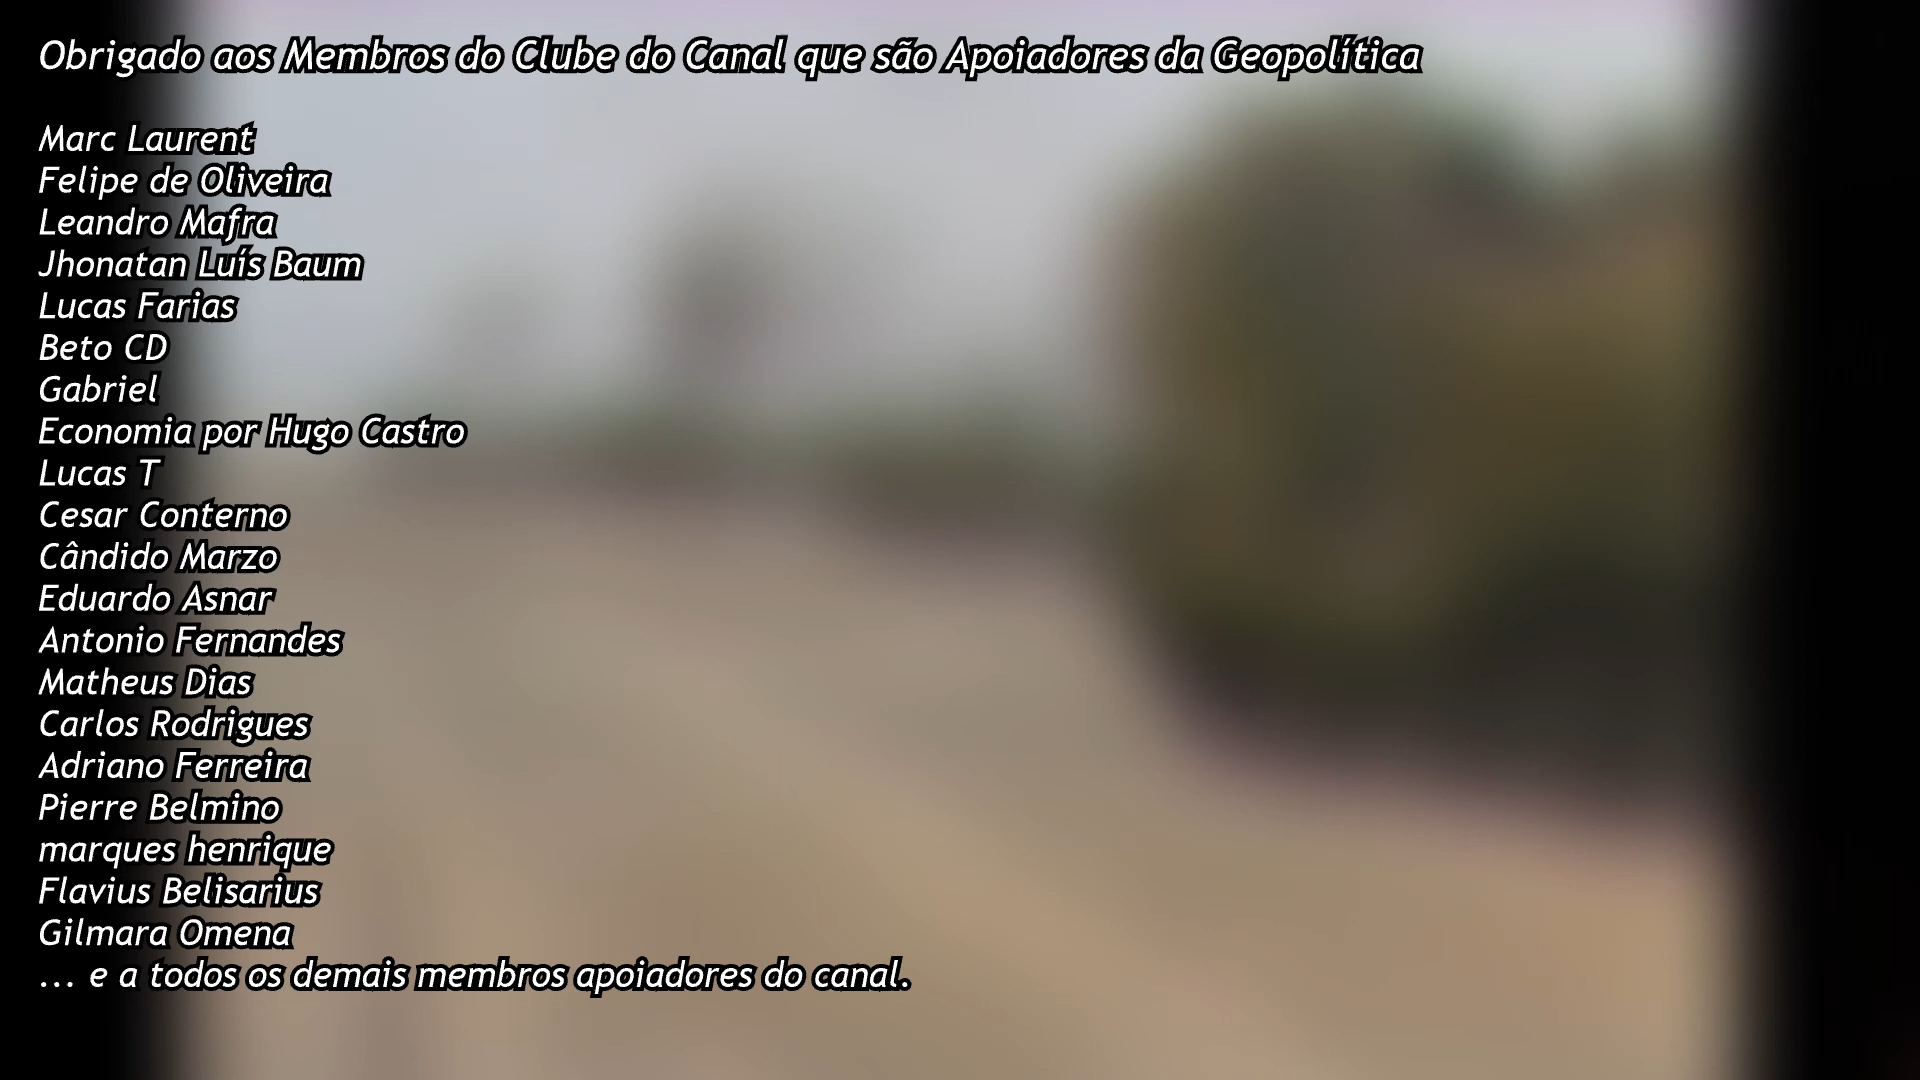 Obrigado aos Membros do Clube do Canal que são Apoiadores da Geopolítica
Marc Laurent
Felipe de Oliveira
Leandro Mafra
Jhonatan Luís Baum
Lucas Farias
Beto CD
Gabriel
Economia por Hugo Castro
Lucas T
Cesar Conterno
Cândido Marzo
Eduardo Asnar
Antonio Fernandes
Matheus Dias
Carlos Rodrigues
Adriano Ferreira
Pierre Belmino
marques henrique
Flavius Belisarius
Gilmara Omena
... e a todos os demais membros apoiadores do canal.